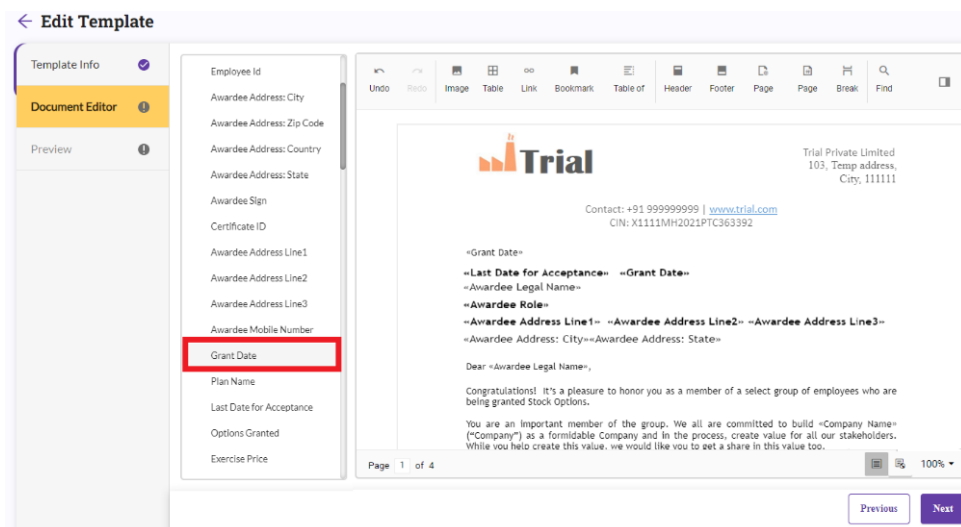 ← Edit Template
Template Info
Document Editor
Preview
Employee Id
Awardee Address: City
Awardee Address: Zip Code
Awardee Address: Country
Awardee Address: State
Awardee Sign
Certificate ID
Awardee Address Line1
Awardee Address Line2
Awardee Address Line3
Awardee Mobile Number
Grant Date
Plan Name
Last Date for Acceptance
Options Granted
Exercise Price
Undo Redo Image Table Link Bookmark Table of Header Footer Page Page Break Find
Trial
Trial Private Limited
103, Temp address,
City, 111111
Contact: +91 999999999 | www.trial.com
CIN: X1111MH2021PTC363392
«Grant Date»
«Last Date for Acceptance» «Grant Date»
«Awardee Legal Name»
«Awardee Role»
«Awardee Address Line1» «Awardee Address Line2» «Awardee Address Line3»
«Awardee Address: City»«Awardee Address: State»
Dear «Awardee Legal Name»,
Congratulations! It's a pleasure to honor you as a member of a select group of employees who are
being granted Stock Options.
You are an important member of the group. We all are committed to build «Company Name»
("Company") as a formidable Company and in the process, create value for all our stakeholders.
While you help create this value, we would like you to get a share in this value too.
Page 1 of 4
100%
Previous
Next